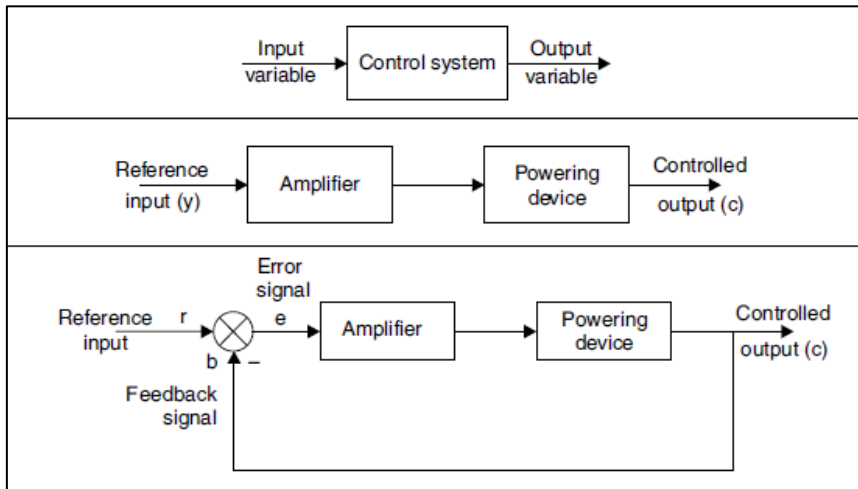 Input
variable
Control system
Output
variable
Reference
input (y)
Amplifier
Powering
device
Controlled
output (c)
Error
signal
Reference
input
r
e
b
–
Feedback
signal
Amplifier
Powering
device
Controlled
output (c)